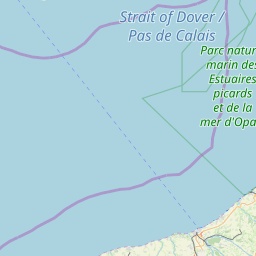 Strait of Dover /
Pas de Calais
Parc natur
marin des
Estuaires
picards
et de la
mer d'Opa